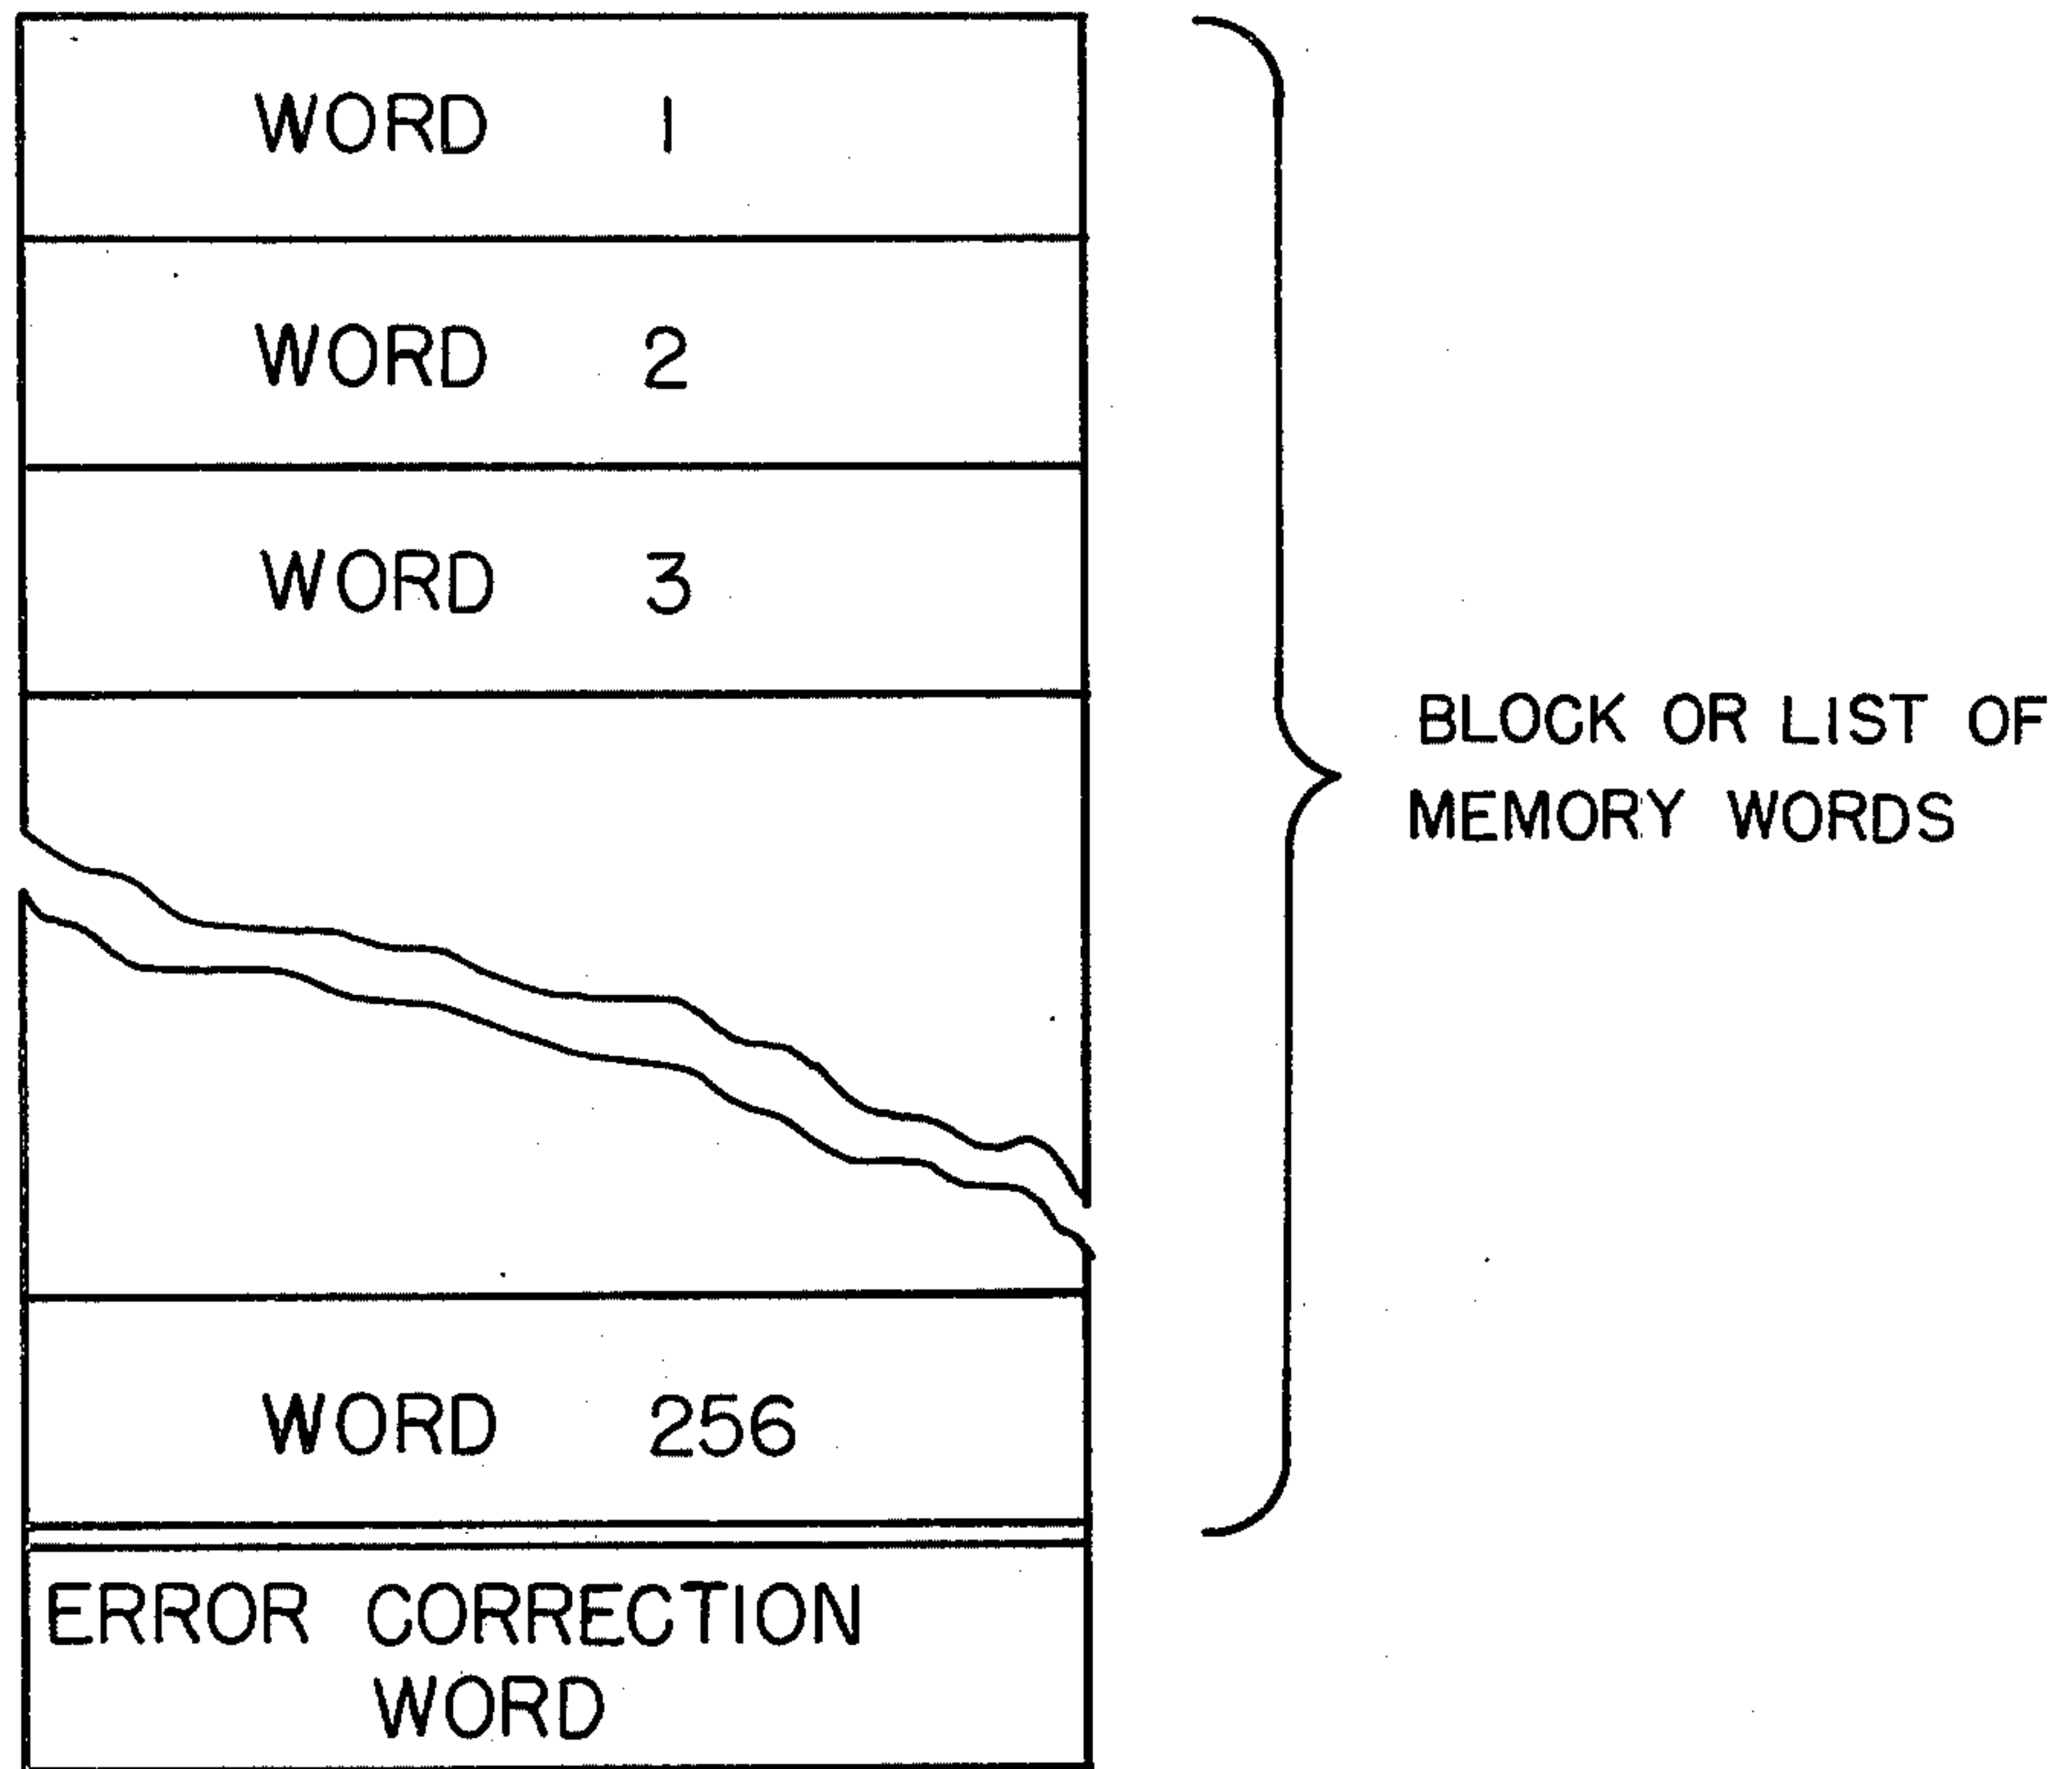 WORD 1
WORD 2
WORD 3
BLOCK OR LIST OF
MEMORY WORDS
WORD 256
ERROR CORRECTION
WORD